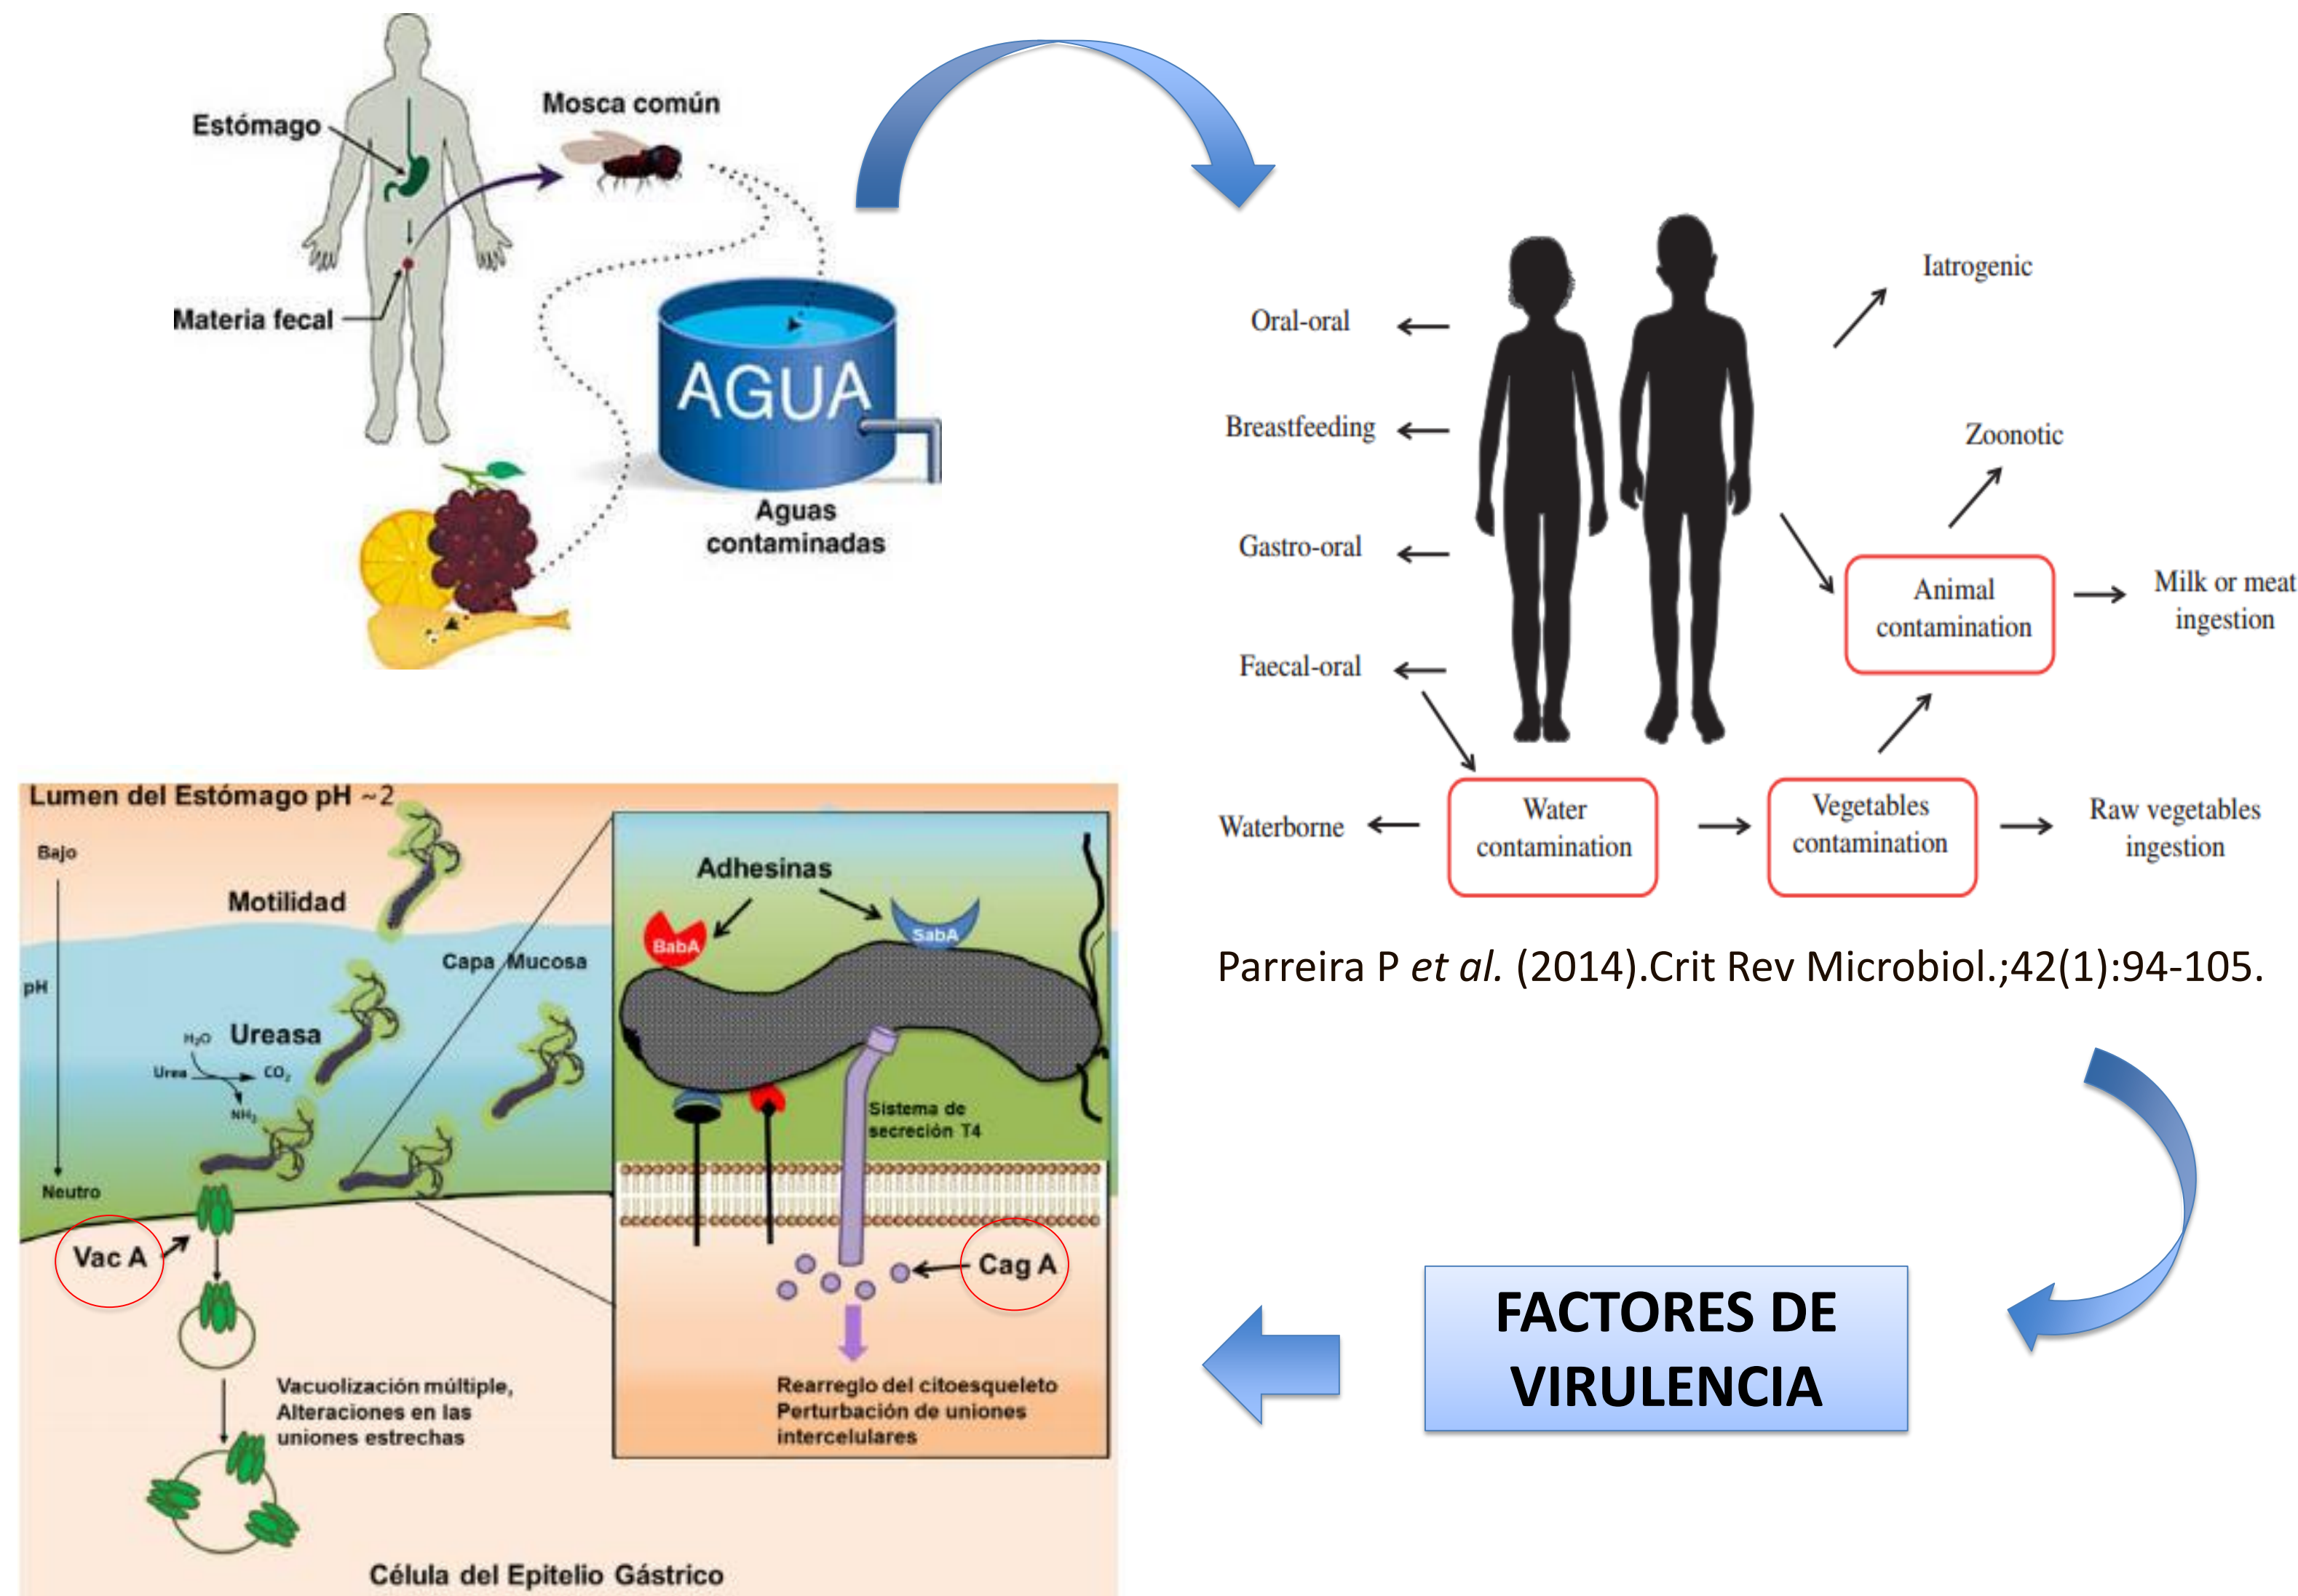 Estómago
Mosca común
Materia fecal
AGUA
Aguas
contaminadas
Iatrogenic
Oral-oral
Breastfeeding
Zoonotic
Gastro-oral
Animal
contamination
Milk or meat
ingestion
Faecal-oral
Waterborne
Water
contamination
Vegetables
contamination
Raw vegetables
ingestion
Parreira P et al. (2014).Crit Rev Microbiol.;42(1):94-105.
FACTORES DE
VIRULENCIA
Lumen del Estómago pH ~2
Bajo
Motilidad
Capa Mucosa
pH
Ureasa
H₂O
Urea
CO₂
NH₃
Neutro
Vac A
Vacuolización múltiple,
Alteraciones en las
uniones estrechas
Adhesinas
BabA
SabA
Sistema de
secreción T4
Cag A
Rearreglo del citoesqueleto
Perturbación de uniones
intercelulares
Célula del Epitelio Gástrico